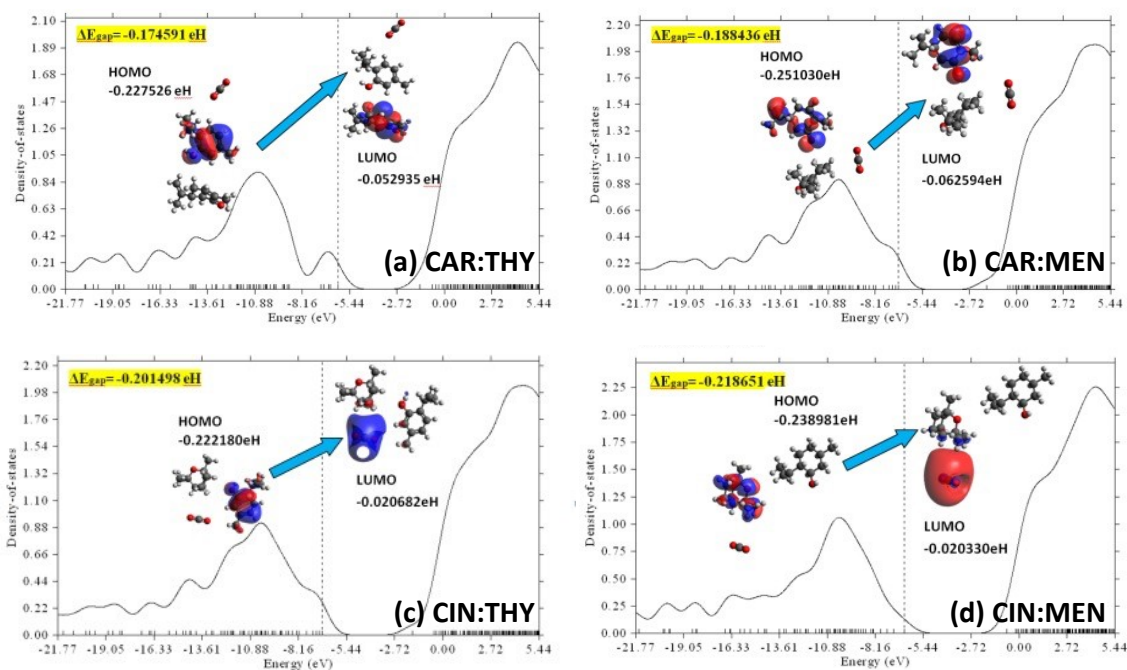 ΔEgap= -0.174591 eH
HOMO
-0.227526 eH
LUMO
-0.052935 eH
(a) CAR:THY
Density-of-states
2.10
1.89
1.68
1.47
1.26
1.05
0.84
0.63
0.42
0.21
0.00
-21.77 -19.05 -16.33 -13.61 -10.88 -8.16 -5.44 -2.72 0.00 2.72 5.44
Energy (eV)
ΔEgap= -0.188436 eH
HOMO
-0.251030eH
LUMO
-0.062594eH
(b) CAR:MEN
Density-of-states
2.20
1.98
1.76
1.54
1.32
1.10
0.88
0.66
0.44
0.22
0.00
-21.77 -19.05 -16.33 -13.61 -10.88 -8.16 -5.44 -2.72 0.00 2.72 5.44
Energy (eV)
ΔEgap= -0.201498 eH
HOMO
-0.222180eH
LUMO
-0.020682eH
(c) CIN:THY
Density-of-states
2.20
1.98
1.76
1.54
1.32
1.10
0.88
0.66
0.44
0.22
0.00
-21.77 -19.05 -16.33 -13.61 -10.88 -8.16 -5.44 -2.72 0.00 2.72 5.44
Energy (eV)
ΔEgap= -0.218651 eH
HOMO
-0.238981eH
LUMO
-0.020330eH
(d) CIN:MEN
Density-of-states
2.25
2.00
1.75
1.50
1.25
1.00
0.75
0.50
0.25
0.00
-21.77 -19.05 -16.33 -13.61 -10.88 -8.16 -5.44 -2.72 0.00 2.72 5.44
Energy (eV)